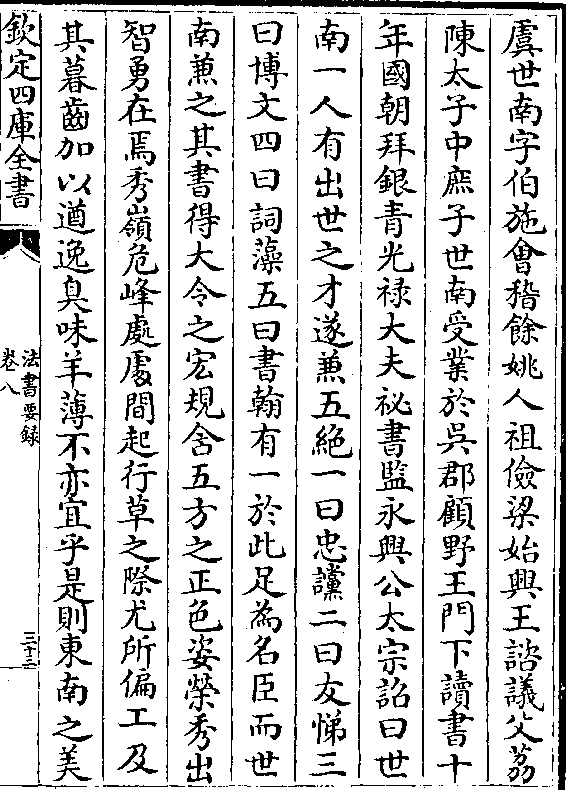 虞世南字伯施會稽餘姚人祖儉梁始興王諮議父荔
陳太子中庶子世南受業於吳郡顧野王門下讀書十
年國朝拜銀青光禄大夫祕書監永興公太宗詔曰世
南一人有出世之才遂兼五絶一曰忠讜二曰友悌三
曰博文四曰詞藻五曰書翰有一於此足為名臣而世
南兼之其書得大令之宏規含五方之正色姿榮秀出
智勇在焉秀嶺危峰處處間起行草之際尤所偏工及
其暮齒加以遒逸臭味羊薄不亦宜乎是則東南之美
欽定四庫全書
法書要録
卷八
三十三